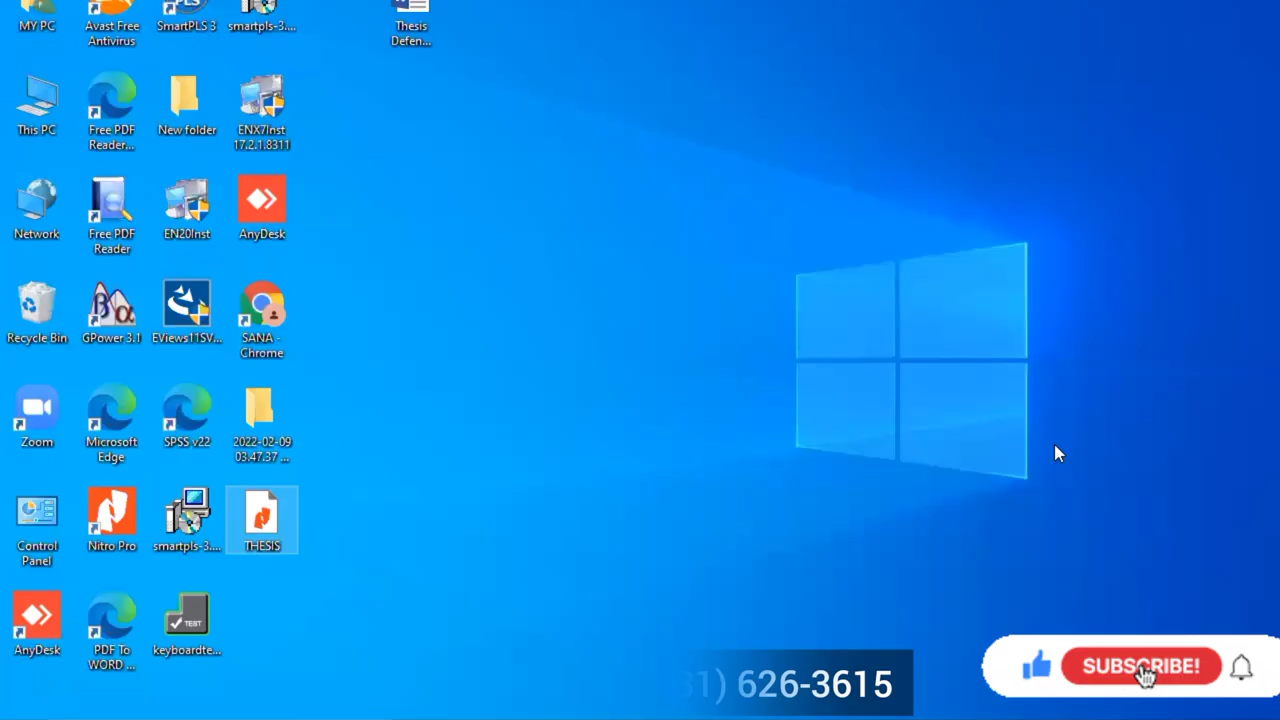 MY PC
Avast Free
Antivirus
SmartPLS 3
smartpls-3....
Thesis
Defen...
This PC
Free PDF
Reader...
New folder
ENX7Inst
17.2.1.8311
Network
Free PDF
Reader
EN20Inst
AnyDesk
Recycle Bin
GPower 3.1
EViews11SV...
SANA -
Chrome
Zoom
Microsoft
Edge
SPSS v22
2022-02-09
03.47.37 ...
Control
Panel
Nitro Pro
smartpls-3....
THESIS
AnyDesk
PDF To
WORD ...
TEST
keyboardte...
1) 626-3615
SUBSCRIBE!